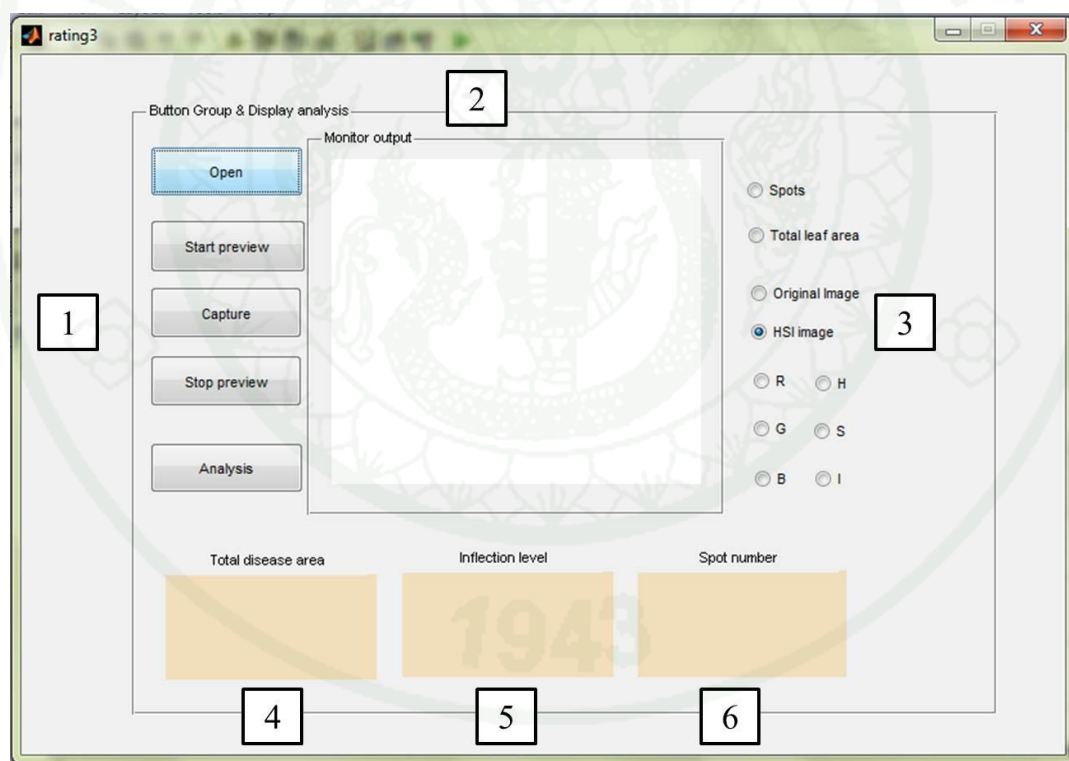 rating3
2
Button Group & Display analysis
Monitor output
Open
Start preview
Capture
Stop preview
Analysis
1
Spots
Total leaf area
Original Image
HSI image
3
R H
G S
B I
Total disease area Inflection level Spot number
1943
4 5 6